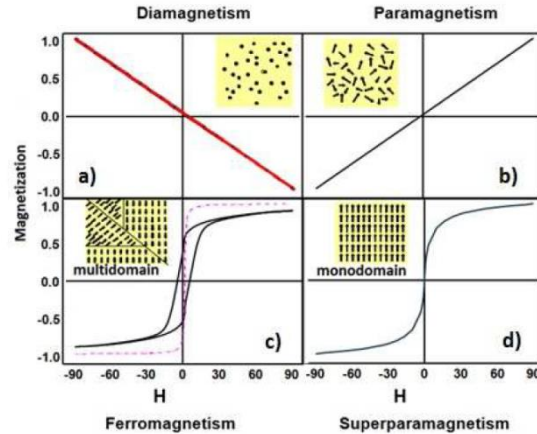 Diamagnetism Paramagnetism
1.0
0.5
0.0
-0.5
-1.0
a) b)
Magnetization
1.0
0.5
0.0
-0.5
-1.0
multidomain monodomain
c) d)
-90 -60 -30 0 30 60 90 -90 -60 -30 0 30 60 90
H H
Ferromagnetism Superparamagnetism